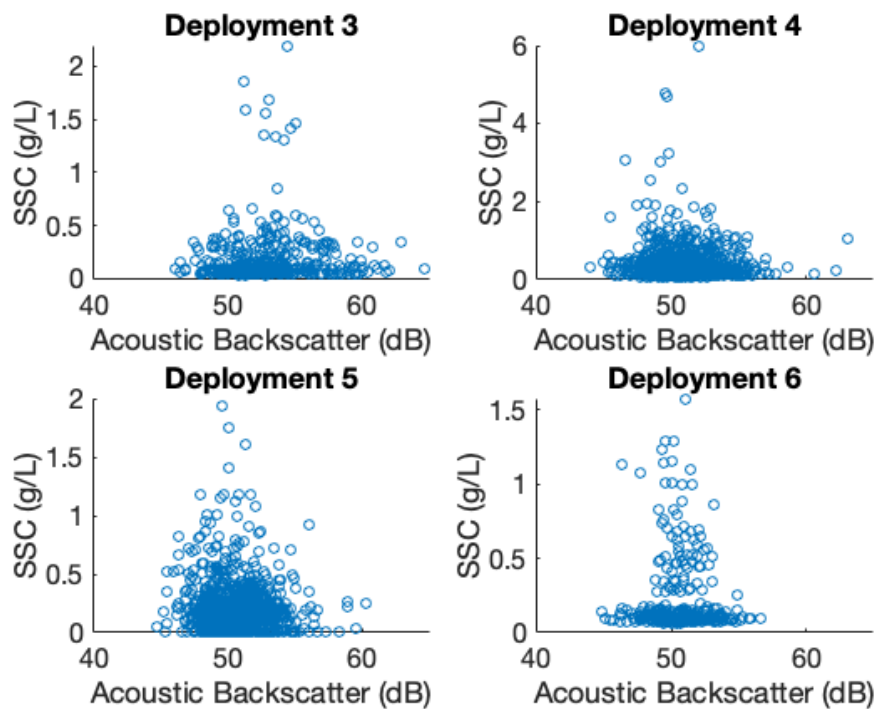 Deployment 3
2
1.5
1
0.5
0
SSC (g/L)
40
50
60
Acoustic Backscatter (dB)
Deployment 4
6
4
2
0
SSC (g/L)
40
50
60
Acoustic Backscatter (dB)
Deployment 5
2
1.5
1
0.5
0
SSC (g/L)
40
50
60
Acoustic Backscatter (dB)
Deployment 6
1.5
1
0.5
0
SSC (g/L)
40
50
60
Acoustic Backscatter (dB)